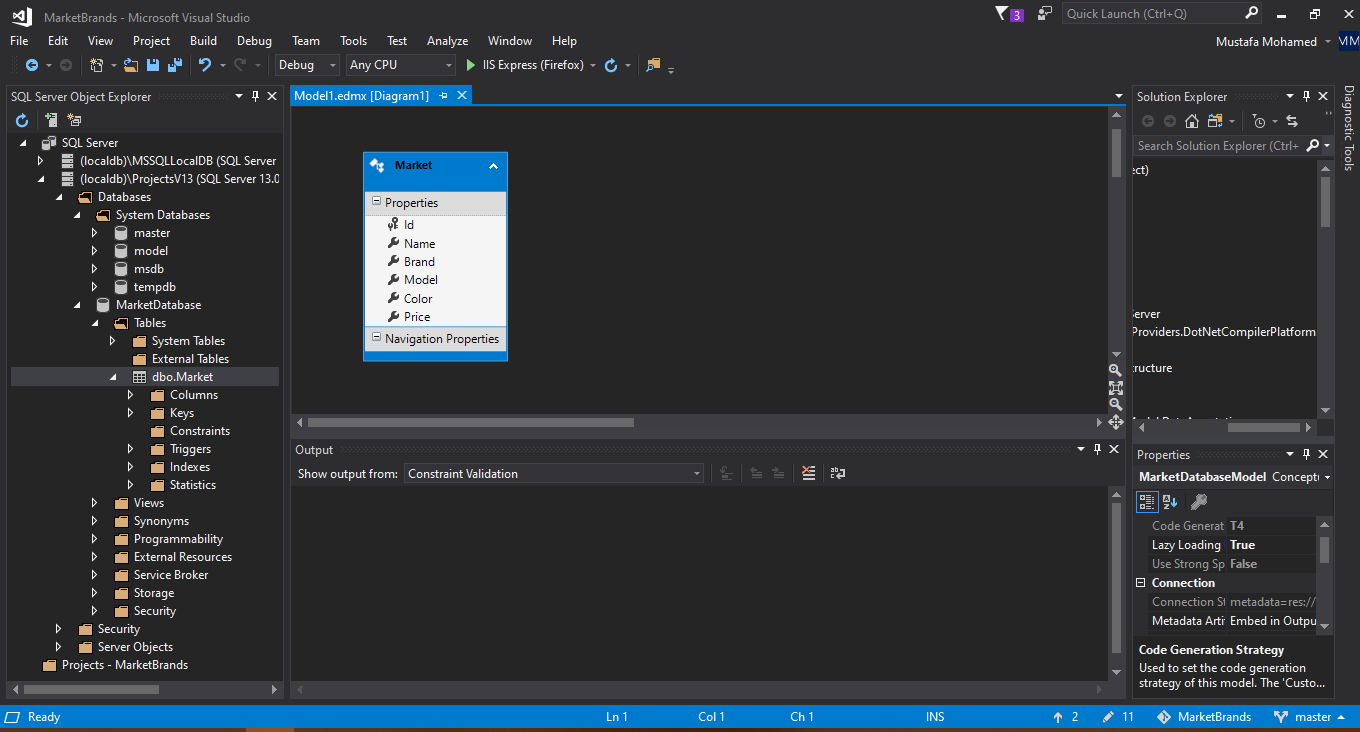 MarketBrands - Microsoft Visual Studio
3
Quick Launch (Ctrl+Q)
File Edit View Project Build Debug Team Tools Test Analyze Window Help
Mustafa Mohamed
MM
Debug Any CPU IIS Express (Firefox)
SQL Server Object Explorer
SQL Server
(localdb)\MSSQLLocalDB (SQL Server
(localdb)\ProjectsV13 (SQL Server 13.0
Databases
System Databases
master
model
msdb
tempdb
MarketDatabase
Tables
System Tables
External Tables
dbo.Market
Columns
Keys
Constraints
Triggers
Indexes
Statistics
Views
Synonyms
Programmability
External Resources
Service Broker
Storage
Security
Security
Server Objects
Projects - MarketBrands
Model1.edmx [Diagram1]
Market
Properties
Id
Name
Brand
Model
Color
Price
Navigation Properties
Output
Show output from: Constraint Validation
Solution Explorer
Search Solution Explorer (Ctrl+
ect)
Server
Providers.DotNetCompilerPlatform
ructure
Properties
MarketDatabaseModel Concept
Code Generat T4
Lazy Loading True
Use Strong Sp False
Connection
Connection St metadata=res://
Metadata Arti Embed in Outpu
Code Generation Strategy
Used to set the code generation
strategy of this model. The 'Custo...
Diagnostic Tools
Ready Ln 1 Col 1 Ch 1 INS 2 11 MarketBrands master